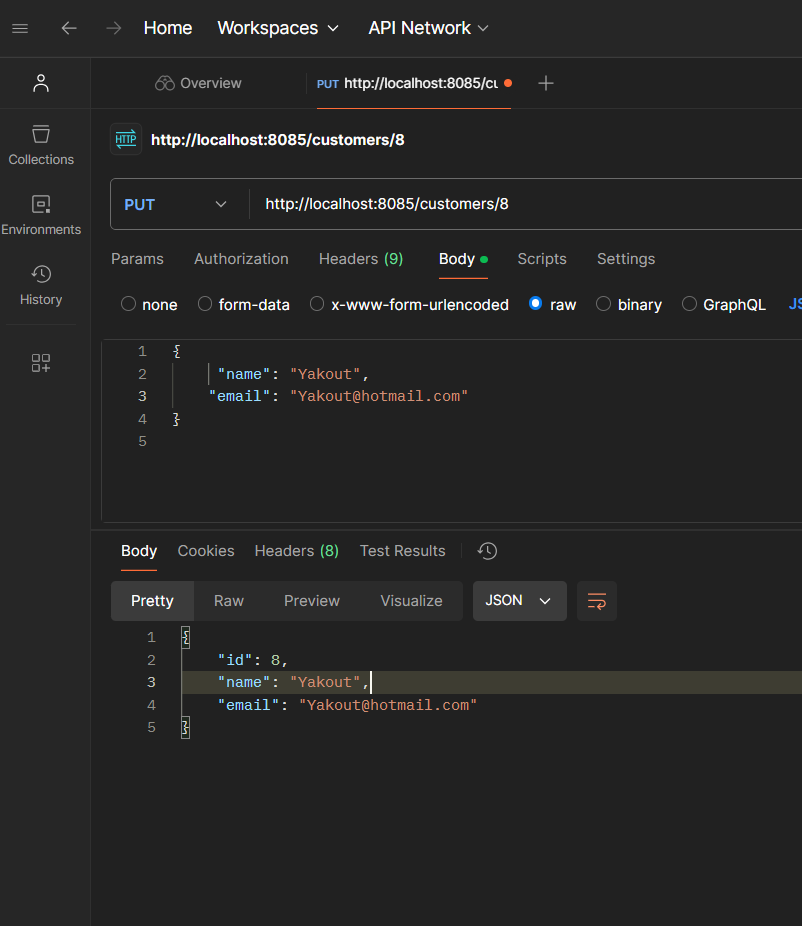 Home Workspaces API Network
Overview PUT http://localhost:8085/cu
HTTP http://localhost:8085/customers/8
Collections
PUT http://localhost:8085/customers/8
Environments
Params Authorization Headers (9) Body Scripts Settings
History
none form-data x-www-form-urlencoded raw binary GraphQL JS
1 {
2 "name": "Yakout",
3 "email": "Yakout@hotmail.com"
4 }
5
Body Cookies Headers (8) Test Results
Pretty Raw Preview Visualize JSON
1 {
2 "id": 8,
3 "name": "Yakout",
4 "email": "Yakout@hotmail.com"
5 }